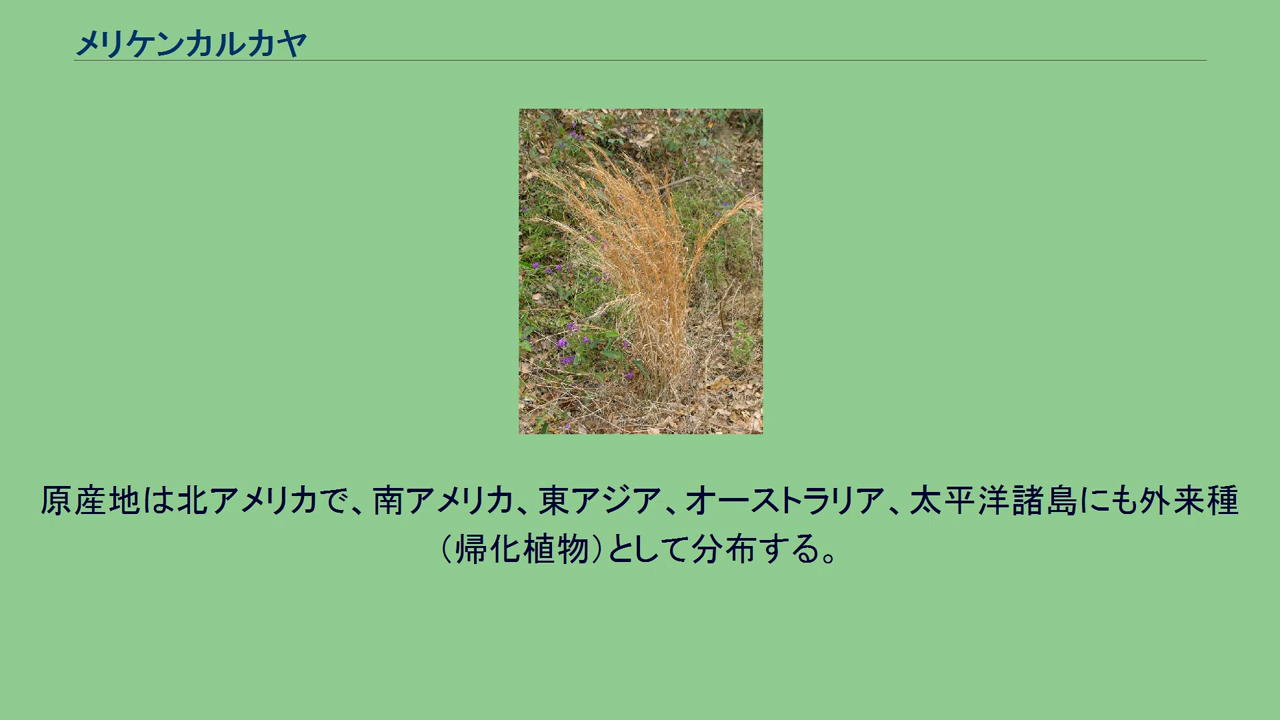 メリケンカルカヤ
原産地は北アメリカで、南アメリカ、東アジア、オーストラリア、太平洋諸島にも外来種
（帰化植物）として分布する。